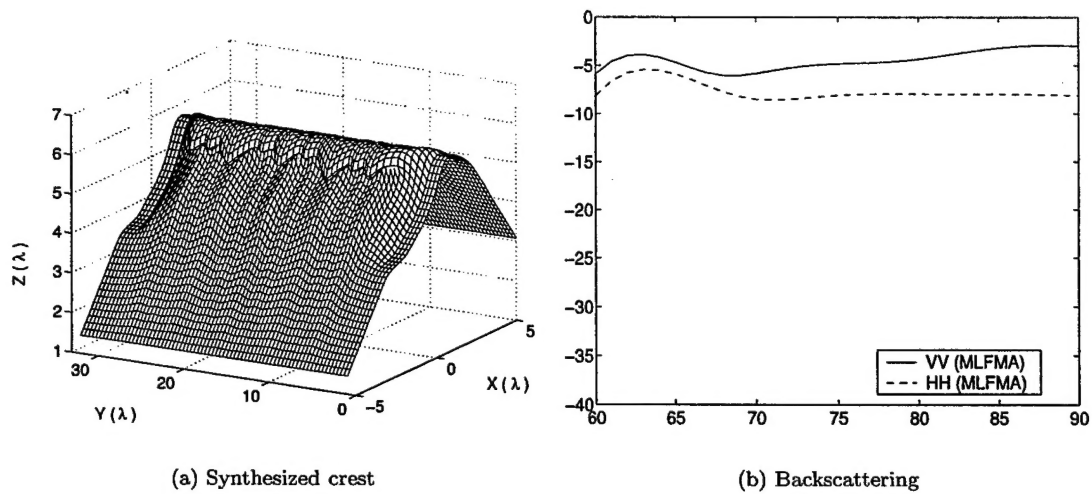 7
6
5
4
3
2
1
Z (λ)
30
20
10
0
Y (λ)
-5
0
5
X (λ)
(a) Synthesized crest
0
-5
-10
-15
-20
-25
-30
-35
-40
60 65 70 75 80 85 90
VV (MLFMA)
HH (MLFMA)
(b) Backscattering